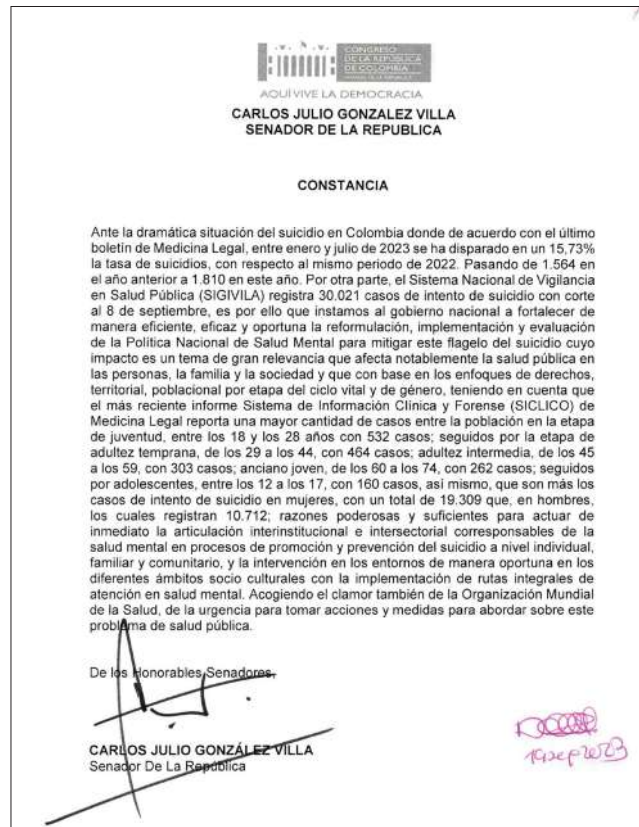 CONGRESO
DE LA REPÚBLICA
DE COLOMBIA
AQUÍ VIVE LA DEMOCRACIA
CARLOS JULIO GONZALEZ VILLA
SENADOR DE LA REPUBLICA
CONSTANCIA
Ante la dramática situación del suicidio en Colombia donde de acuerdo con el último
boletín de Medicina Legal, entre enero y julio de 2023 se ha disparado en un 15,73%
la tasa de suicidios, con respecto al mismo periodo de 2022. Pasando de 1.564 en
el año anterior a 1.810 en este año. Por otra parte, el Sistema Nacional de Vigilancia
en Salud Pública (SIGIVILA) registra 30.021 casos de intento de suicidio con corte
al 8 de septiembre, es por ello que instamos al gobierno nacional a fortalecer de
manera eficiente, eficaz y oportuna la reformulación, implementación y evaluación
de la Política Nacional de Salud Mental para mitigar este flagelo del suicidio cuyo
impacto es un tema de gran relevancia que afecta notablemente la salud pública en
las personas, la familia y la sociedad y que con base en los enfoques de derechos,
territorial, poblacional por etapa del ciclo vital y de género, teniendo en cuenta que
el más reciente informe Sistema de Información Clínica y Forense (SICLICO) de
Medicina Legal reporta una mayor cantidad de casos entre la población en la etapa
de juventud, entre los 18 y los 28 años con 532 casos; seguidos por la etapa de
adultez temprana, de los 29 a los 44, con 464 casos; adultez intermedia, de los 45
a los 59, con 303 casos; anciano joven, de los 60 a los 74, con 262 casos; seguidos
por adolescentes, entre los 12 a los 17, con 160 casos, así mismo, que son más los
casos de intento de suicidio en mujeres, con un total de 19.309 que, en hombres,
los cuales registran 10.712; razones poderosas y suficientes para actuar de
inmediato la articulación interinstitucional e intersectorial corresponsables de la
salud mental en procesos de promoción y prevención del suicidio a nivel individual,
familiar y comunitario, y la intervención en los entornos de manera oportuna en los
diferentes ámbitos socio culturales con la implementación de rutas integrales de
atención en salud mental. Acogiendo el clamor también de la Organización Mundial
de la Salud, de la urgencia para tomar acciones y medidas para abordar sobre este
problema de salud pública.
De los Honorables Senadores,
CARLOS JULIO GONZÁLEZ VILLA
Senador De La República
19 sep 2023